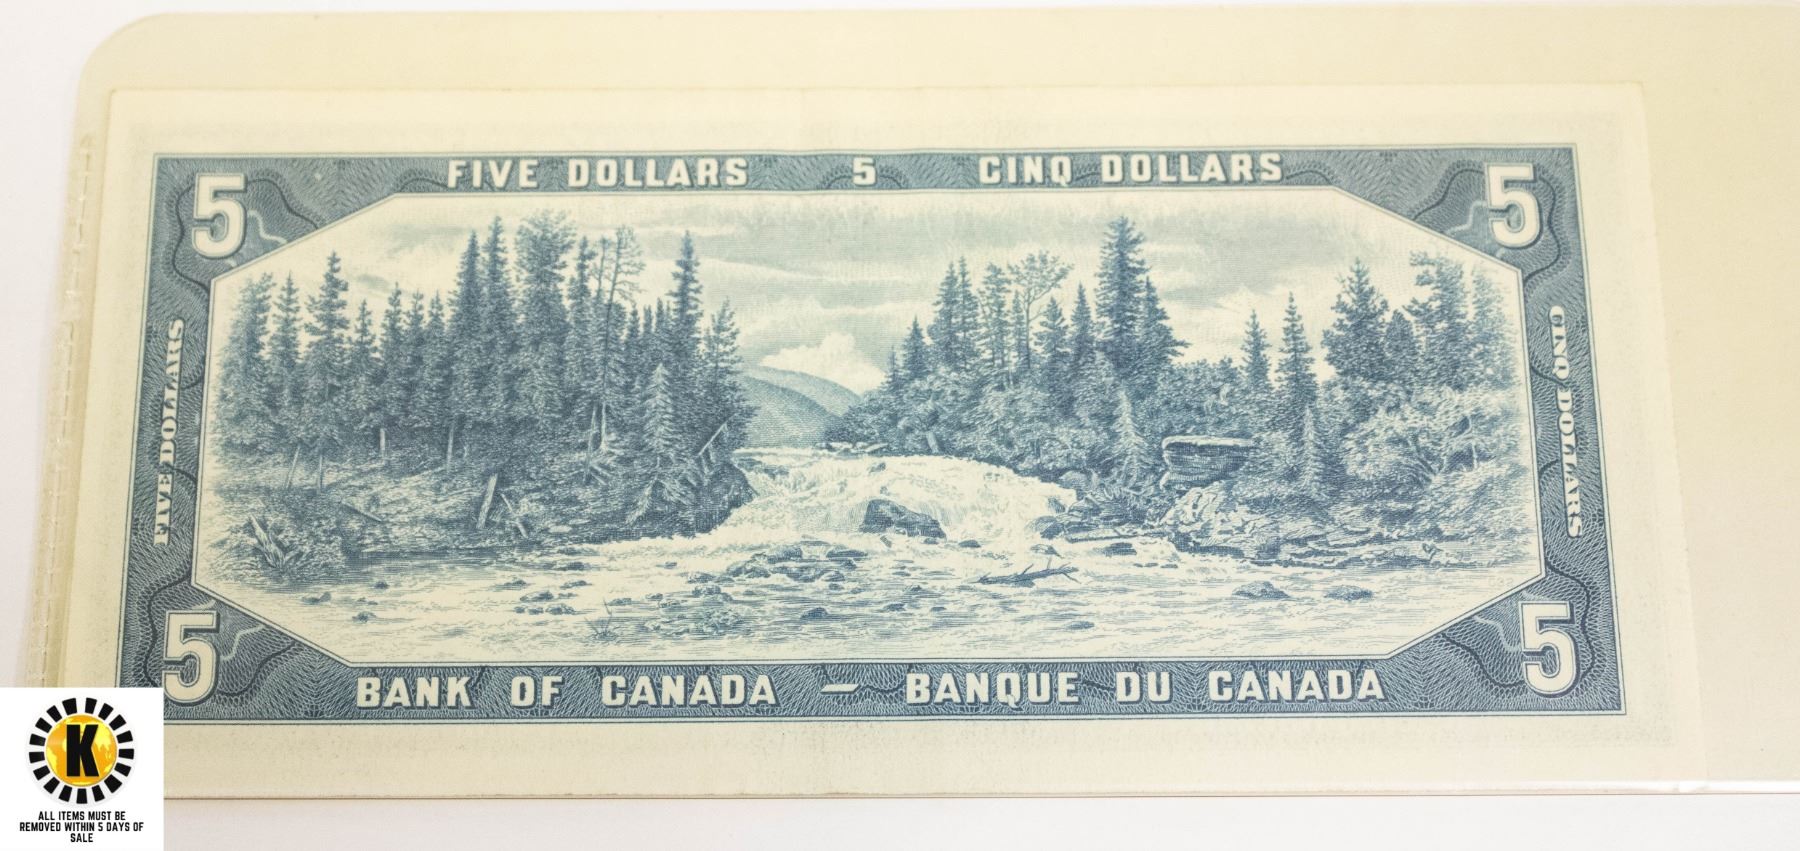 FIVE DOLLARS 5 CINQ DOLLARS
5 5
FIVE DOLLARS
CINQ DOLLARS
5 5
BANK OF CANADA — BANQUE DU CANADA
K
ALL ITEMS MUST BE
REMOVED WITHIN 5 DAYS OF
SALE